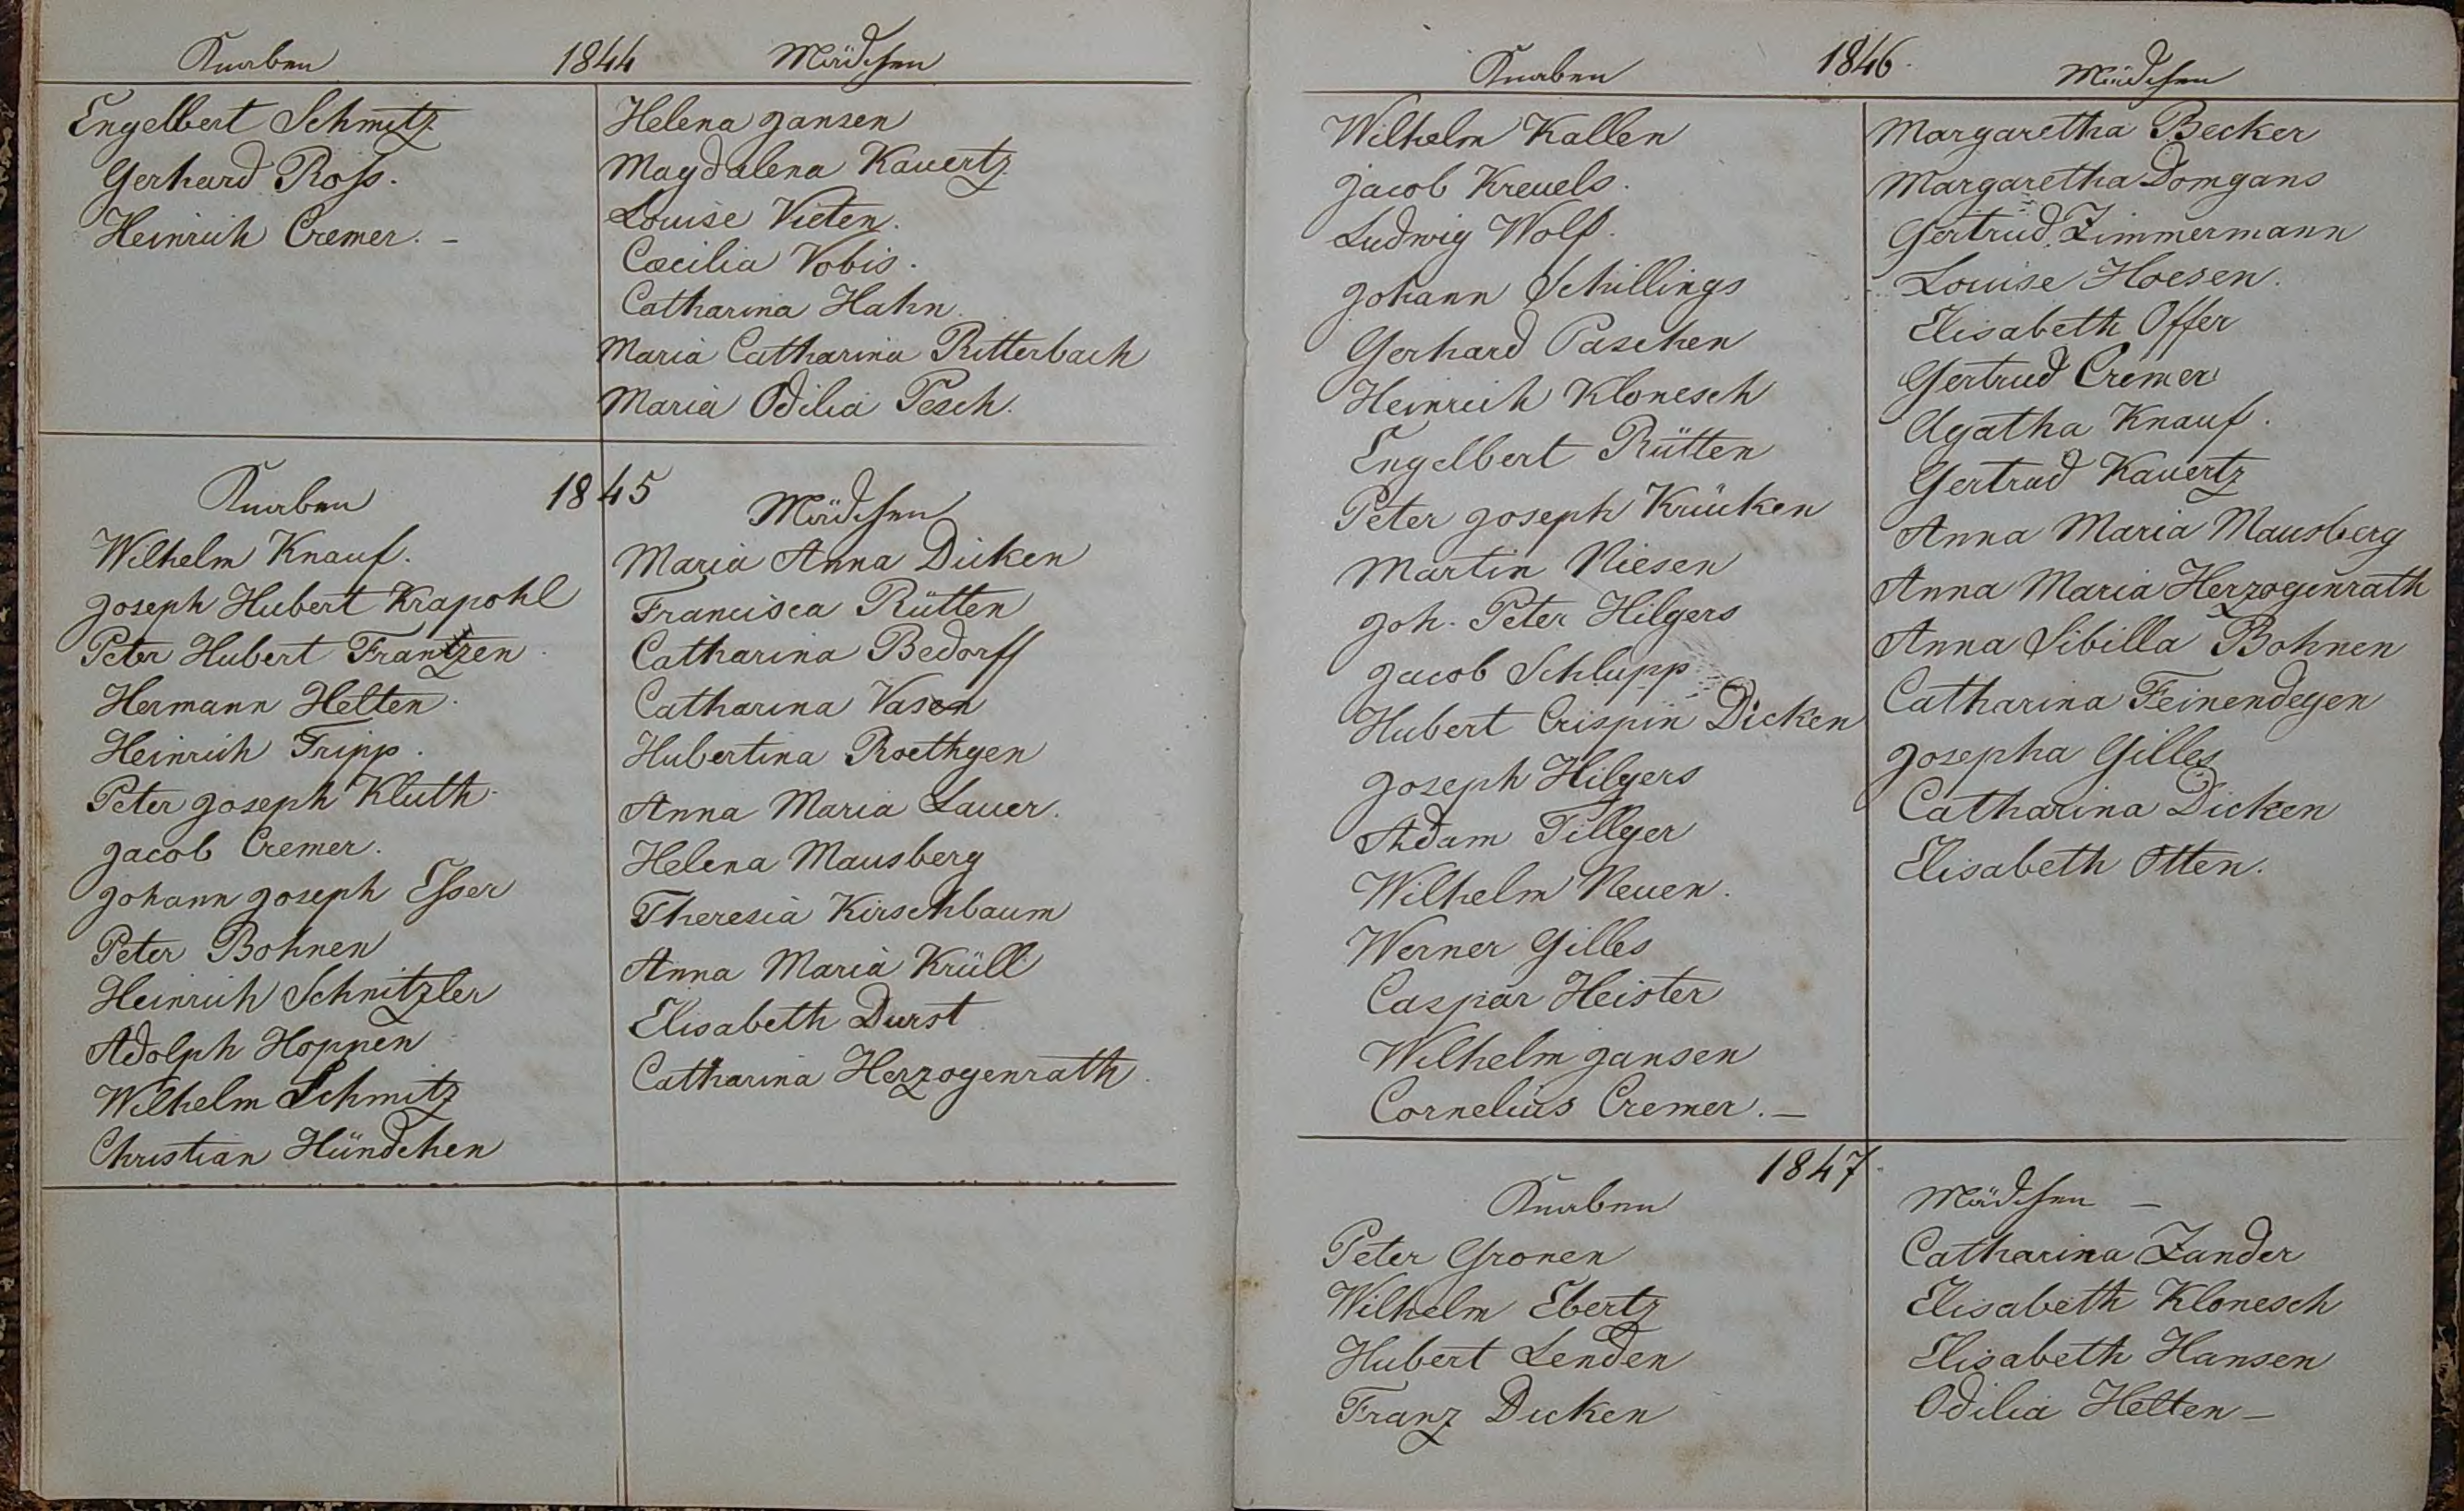 Knaben 1844 Mädchen
Engelbert Schmitz
Gerhard Roſs.
Heinrich Cremer. –
Helena Jansen
Magdalena Kauertz
Louise Vieten.
Cæcilia Vobis.
Catharina Hahn.
Maria Catharina Ritterbach
Maria Odilia Pesch.
Knaben 1845 Mädchen
Wilhelm Knauf.
Joseph Hubert Krapohl
Peter Hubert Frantzen.
Hermann Helten.
Heinrich Tripp.
Peter Joseph Kluth.
Jacob Cremer.
Johann Joseph Eſser
Peter Bohnen
Heinrich Schnitzler
Adolph Hoppen
Wilhelm Schmitz
Christian Hündchen
Maria Anna Dicken
Francisca Rütten
Catharina Bedorff
Catharina Vasen
Hubertina Roethgen
Anna Maria Lauer.
Helena Mausberg
Theresia Kirschbaum
Anna Maria Krüll
Elisabeth Durst
Catharina Herzogenrath.
Knaben 1846. Mädchen
Wilhelm Kallen
Jacob Kreuels.
Ludwig Wolf.
Johann Schillings
Gerhard Paschen
Heinrich Klonesch
Engelbert Rütten
Peter Joseph Krücken
Martin Niesen
Joh. Peter Hilgers
Jacob Schlupp
Hubert Crispin Dicken
Joseph Hilgers
Adam Tillger
Wilhelm Neuen.
Werner Gilles
Caspar Heister
Wilhelm Jansen
Cornelius Cremer. –
Margaretha Becker
Margaretha Domgans
Gertrud Zimmermann
Louise Hoesen.
Elisabeth Offer
Gertrud Cremer
Agatha Knauf.
Gertrud Kauertz
Anna Maria Mausberg
Anna Maria Herzogenrath
Anna Sibilla Bohnen
Catharina Feinendegen
Josepha Gilles
Catharina Dicken
Elisabeth Otten.
1847.
Knaben Mädchen –
Peter Gronen
Wilhelm Ebertz
Hubert Lenden
Franz Dicken
Catharina Zander
Elisabeth Klonesch
Elisabeth Hansen
Odilia Helten –